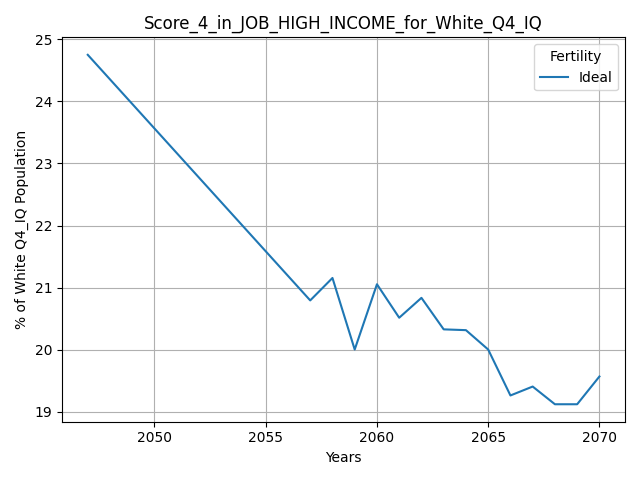 Score_4_in_JOB_HIGH_INCOME_for_White_Q4_IQ
25
24
23
22
21
20
19
% of White Q4_IQ Population
Fertility
Ideal
2050 2055 2060 2065 2070
Years